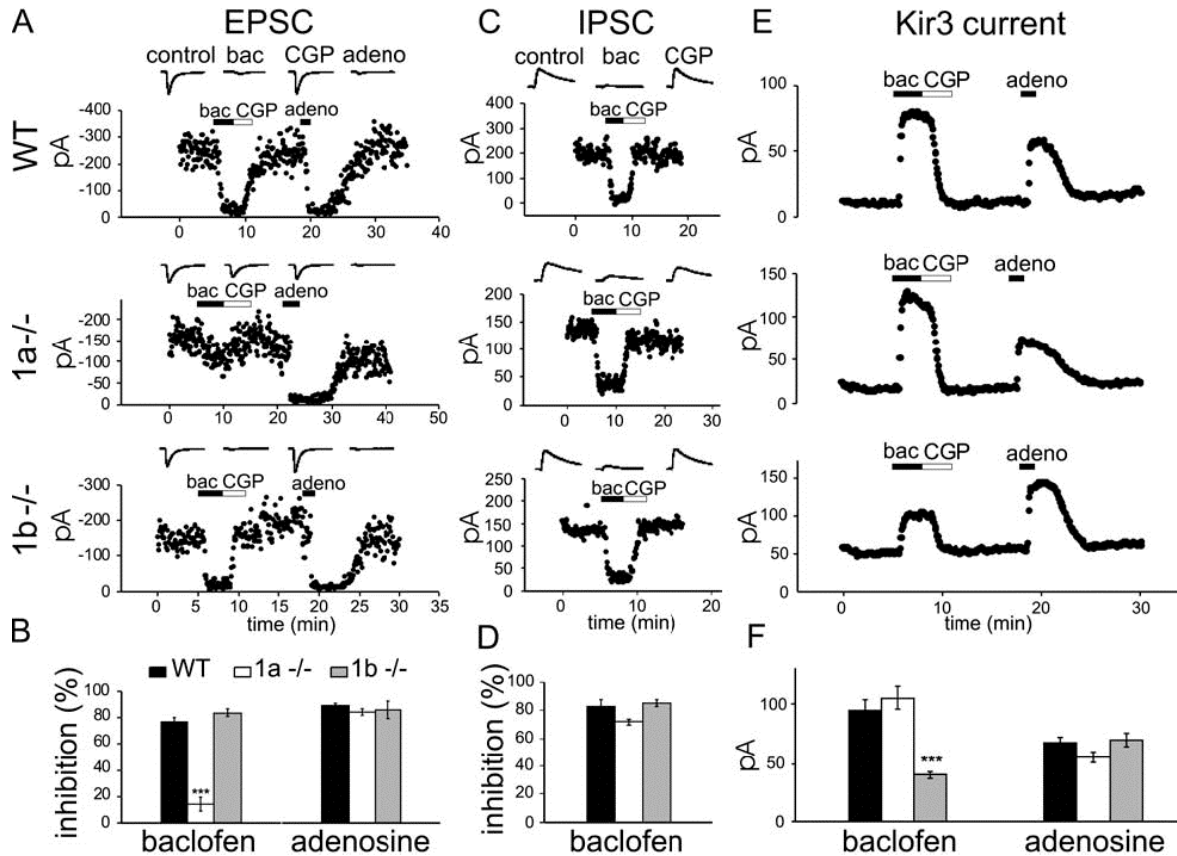 A EPSC
control bac CGP adeno
WT
pA
-400
-300
-200
-100
0
bac CGP adeno
0 10 20 30 40
1a-/-
pA
-200
-150
-100
-50
0
bac CGP adeno
0 10 20 30 40 50
1b -/-
pA
-300
-200
-100
0
bac CGP adeno
0 5 10 15 20 25 30 35
time (min)
C IPSC
control bac CGP
pA
400
300
200
100
0
bac CGP
0 10 20
pA
200
150
100
50
0
bac CGP
0 10 20 30
pA
250
200
150
100
50
0
bac CGP
0 10 20
time (min)
E Kir3 current
pA
100
50
0
bac CGP adeno
pA
150
100
50
0
bac CGP adeno
pA
150
100
50
0
bac CGP adeno
0 10 20 30
time (min)
B
WT 1a -/- 1b -/-
inhibition (%)
100
80
60
40
20
0
***
baclofen adenosine
D
inhibition (%)
100
80
60
40
20
0
baclofen
F
pA
150
100
50
0
***
baclofen adenosine